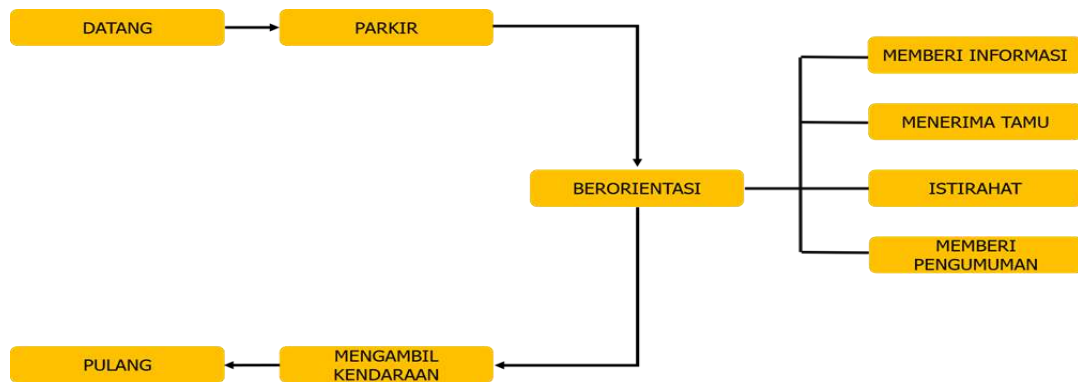 DATANG
PARKIR
MEMBERI INFORMASI
MENERIMA TAMU
BERORIENTASI
ISTIRAHAT
MEMBERI
PENGUMUMAN
PULANG
MENGAMBIL
KENDARAAN